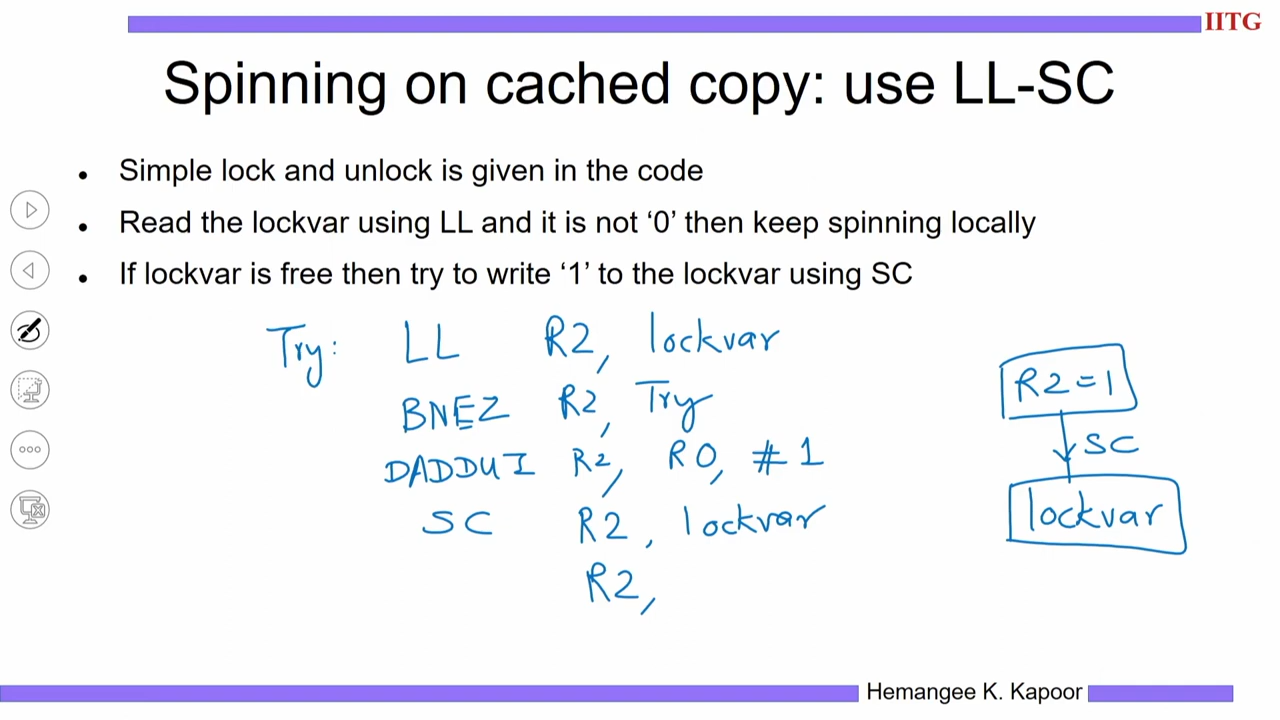 IITG
Spinning on cached copy: use LL-SC
• Simple lock and unlock is given in the code
• Read the lockvar using LL and it is not ‘0’ then keep spinning locally
• If lockvar is free then try to write ‘1’ to the lockvar using SC
Try: LL R2, lockvar
BNEZ R2, Try
DADDUI R2, R0, #1
SC R2, lockvar
R2,
R2=1
SC
lockvar
Hemangee K. Kapoor